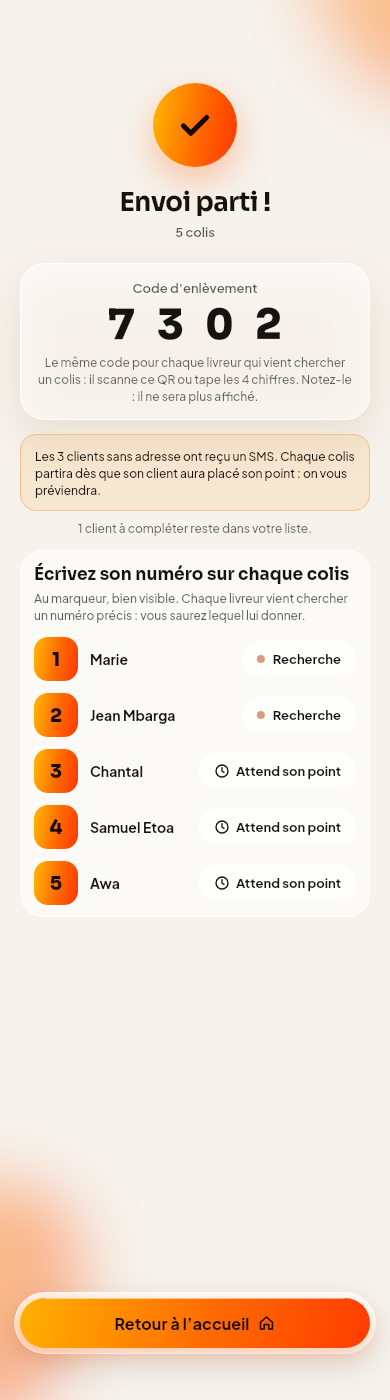 Envoi parti !
5 colis
Code d'enlèvement
7 3 0 2
Le même code pour chaque livreur qui vient chercher
un colis : il scanne ce QR ou tape les 4 chiffres. Notez-le
: il ne sera plus affiché.
Les 3 clients sans adresse ont reçu un SMS. Chaque colis
partira dès que son client aura placé son point : on vous
préviendra.
1 client à compléter reste dans votre liste.
Écrivez son numéro sur chaque colis
Au marqueur, bien visible. Chaque livreur vient chercher
un numéro précis : vous saurez lequel lui donner.
1 Marie Recherche
2 Jean Mbarga Recherche
3 Chantal Attend son point
4 Samuel Etoa Attend son point
5 Awa Attend son point
Retour à l'accueil